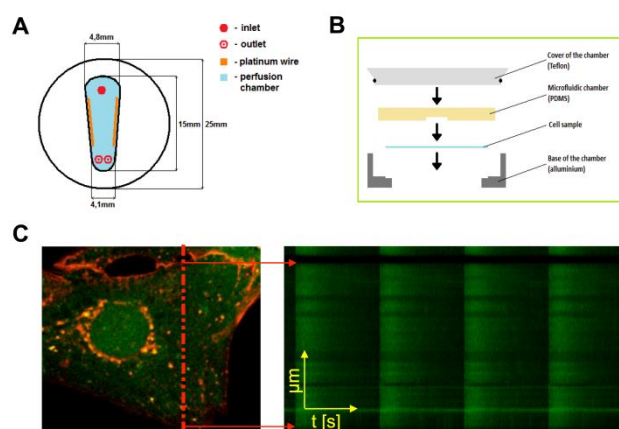 A
4,8mm
- inlet
- outlet
- platinum wire
- perfusion
chamber
15mm
25mm
4,1mm
B
Cover of the chamber
(Teflon)
Microfluidic chamber
(PDMS)
Cell sample
Base of the chamber
(alluminium)
C
µm
t [s]